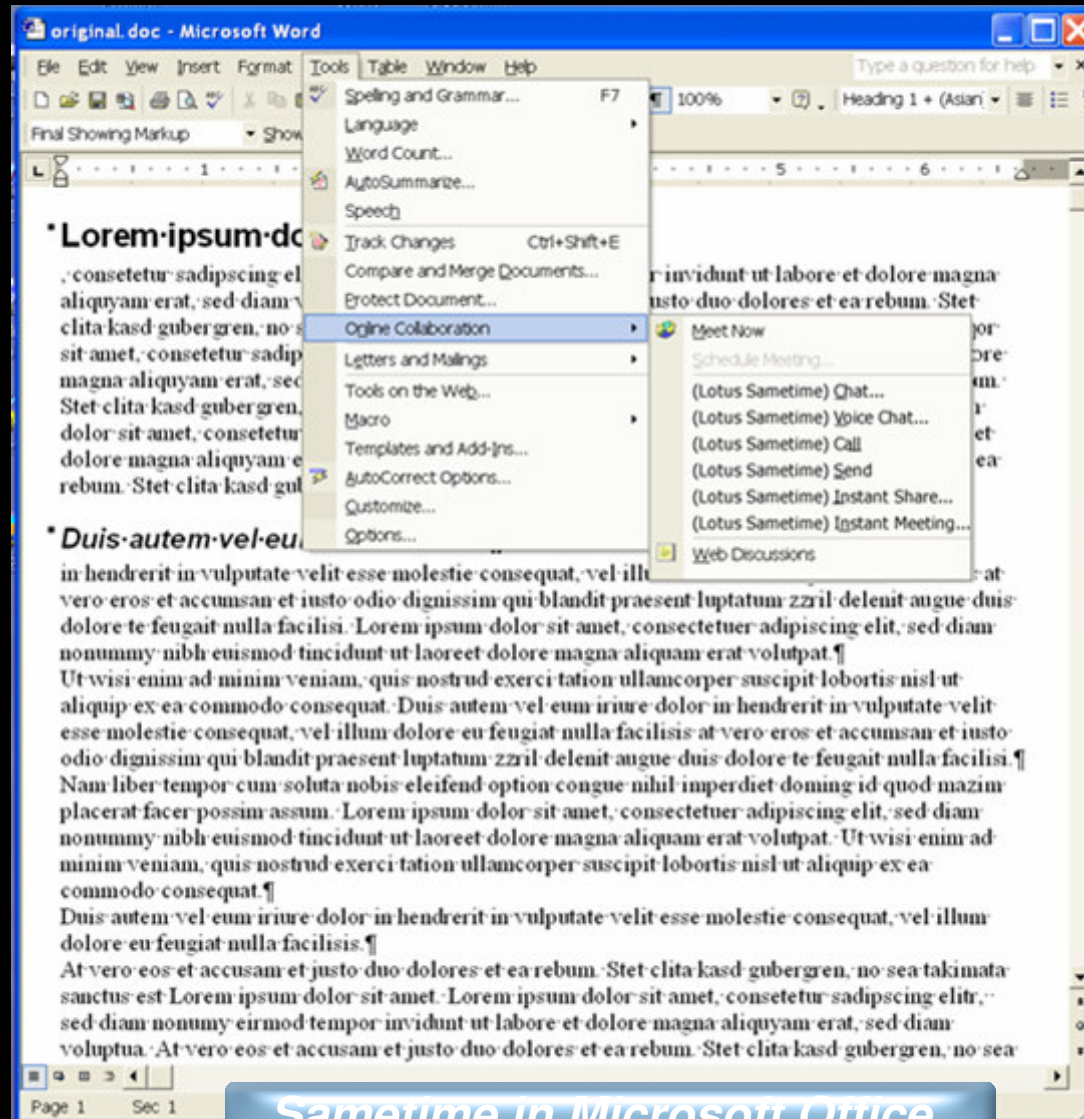 original.doc - Microsoft Word
File Edit View Insert Format Tools Table Window Help Type a question for help
100% Heading 1 + (Asian
Final Showing Markup Show
1 5 6
Spelling and Grammar... F7
Language
Word Count...
AutoSummarize...
Speech
Track Changes Ctrl+Shift+E
Compare and Merge Documents...
Protect Document...
Online Collaboration
Letters and Mailings
Tools on the Web...
Macro
Templates and Add-Ins...
AutoCorrect Options...
Customize...
Options...
Meet Now
Schedule Meeting...
(Lotus Sametime) Chat...
(Lotus Sametime) Voice Chat...
(Lotus Sametime) Call
(Lotus Sametime) Send
(Lotus Sametime) Instant Share...
(Lotus Sametime) Instant Meeting...
Web Discussions
Lorem·ipsum·do
,·consetetur·sadipscing·el r·invidunt·ut·labore·et·dolore·magna·
aliquyam·erat,·sed·diam·v usto·duo·dolores·et·ea·rebum.·Stet·
clita·kasd·gubergren,·no·s or·
sit·amet,·consetetur·sadip ore·
magna·aliquyam·erat,·sed m.·
Stet·clita·kasd·gubergren,
dolor·sit·amet,·consetetur et·
dolore·magna·aliquyam·e ea·
rebum.·Stet·clita·kasd·gul
Duis·autem·vel·eu
in·hendrerit·in·vulputate·velit·esse·molestie·consequat,·vel·illu ·at·
vero·eros·et·accumsan·et·iusto·odio·dignissim·qui·blandit·praesent·luptatum·zzril·delenit·augue·duis·
dolore·te·feugait·nulla·facilisi.·Lorem·ipsum·dolor·sit·amet,·consectetuer·adipiscing·elit,·sed·diam·
nonummy·nibh·euismod·tincidunt·ut·laoreet·dolore·magna·aliquam·erat·volutpat.¶
Ut·wisi·enim·ad·minim·veniam,·quis·nostrud·exerci·tation·ullamcorper·suscipit·lobortis·nisl·ut·
aliquip·ex·ea·commodo·consequat.·Duis·autem·vel·eum·iriure·dolor·in·hendrerit·in·vulputate·velit·
esse·molestie·consequat,·vel·illum·dolore·eu·feugiat·nulla·facilisis·at·vero·eros·et·accumsan·et·iusto·
odio·dignissim·qui·blandit·praesent·luptatum·zzril·delenit·augue·duis·dolore·te·feugait·nulla·facilisi.¶
Nam·liber·tempor·cum·soluta·nobis·eleifend·option·congue·nihil·imperdiet·doming·id·quod·mazim·
placerat·facer·possim·assum.·Lorem·ipsum·dolor·sit·amet,·consectetuer·adipiscing·elit,·sed·diam·
nonummy·nibh·euismod·tincidunt·ut·laoreet·dolore·magna·aliquam·erat·volutpat.·Ut·wisi·enim·ad·
minim·veniam,·quis·nostrud·exerci·tation·ullamcorper·suscipit·lobortis·nisl·ut·aliquip·ex·ea·
commodo·consequat.¶
Duis·autem·vel·eum·iriure·dolor·in·hendrerit·in·vulputate·velit·esse·molestie·consequat,·vel·illum·
dolore·eu·feugiat·nulla·facilisis.¶
At·vero·eos·et·accusam·et·justo·duo·dolores·et·ea·rebum.·Stet·clita·kasd·gubergren,·no·sea·takimata·
sanctus·est·Lorem·ipsum·dolor·sit·amet.·Lorem·ipsum·dolor·sit·amet,·consetetur·sadipscing·elitr,··
sed·diam·nonumy·eirmod·tempor·invidunt·ut·labore·et·dolore·magna·aliquyam·erat,·sed·diam·
voluptua.·At·vero·eos·et·accusam·et·justo·duo·dolores·et·ea·rebum.·Stet·clita·kasd·gubergren,·no·sea·
Page 1 Sec 1
Sametime in Microsoft Office